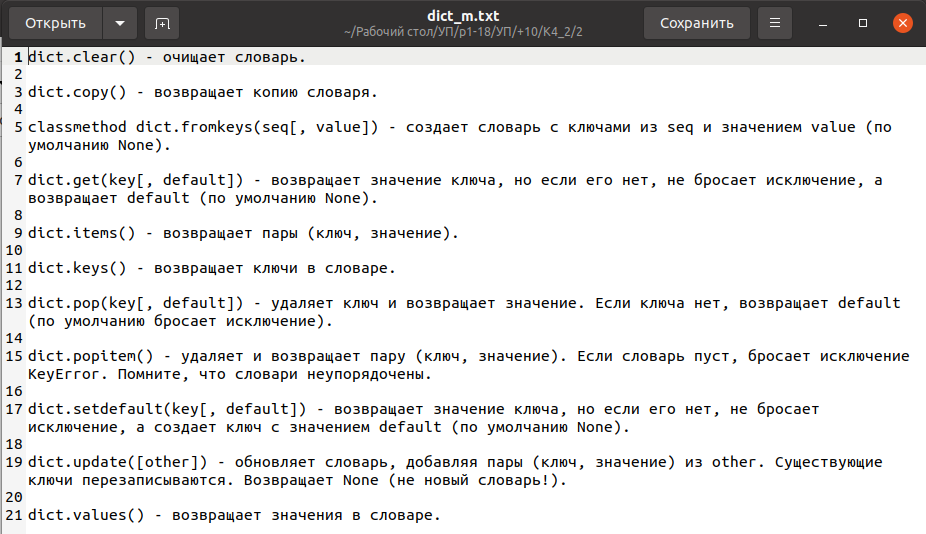 Открыть
dict_m.txt
~/Рабочий стол/УП/p1-18/УП/+10/K4_2/2
Сохранить
1 dict.clear() - очищает словарь.
2
3 dict.copy() - возвращает копию словаря.
4
5 classmethod dict.fromkeys(seq[, value]) - создает словарь с ключами из seq и значением value (по
умолчанию None).
6
7 dict.get(key[, default]) - возвращает значение ключа, но если его нет, не бросает исключение, а
возвращает default (по умолчанию None).
8
9 dict.items() - возвращает пары (ключ, значение).
10
11 dict.keys() - возвращает ключи в словаре.
12
13 dict.pop(key[, default]) - удаляет ключ и возвращает значение. Если ключа нет, возвращает default
(по умолчанию бросает исключение).
14
15 dict.popitem() - удаляет и возвращает пару (ключ, значение). Если словарь пуст, бросает исключение
KeyError. Помните, что словари неупорядочены.
16
17 dict.setdefault(key[, default]) - возвращает значение ключа, но если его нет, не бросает
исключение, а создает ключ с значением default (по умолчанию None).
18
19 dict.update([other]) - обновляет словарь, добавляя пары (ключ, значение) из other. Существующие
ключи перезаписываются. Возвращает None (не новый словарь!).
20
21 dict.values() - возвращает значения в словаре.